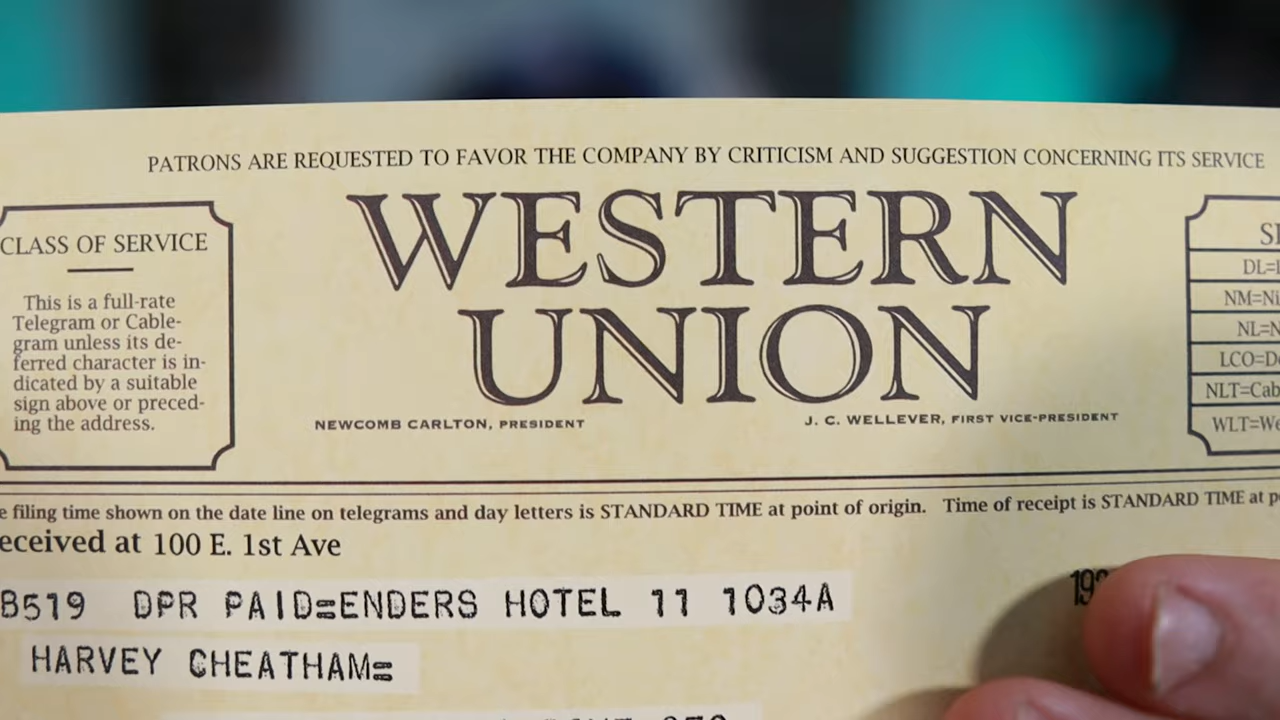 PATRONS ARE REQUESTED TO FAVOR THE COMPANY BY CRITICISM AND SUGGESTION CONCERNING ITS SERVICE
CLASS OF SERVICE
This is a full-rate
Telegram or Cable-
gram unless its de-
ferred character is in-
dicated by a suitable
sign above or preced-
ing the address.
WESTERN
UNION
NEWCOMB CARLTON, PRESIDENT
J. C. WELLEVER, FIRST VICE-PRESIDENT
DL=
NM=Ni
NL=N
LCO=De
NLT=Cab
WLT=We
e filing time shown on the date line on telegrams and day letters is STANDARD TIME at point of origin. Time of receipt is STANDARD TIME at p
eceived at 100 E. 1st Ave
B519 DPR PAID=ENDERS HOTEL 11 1034A
HARVEY CHEATHAM=